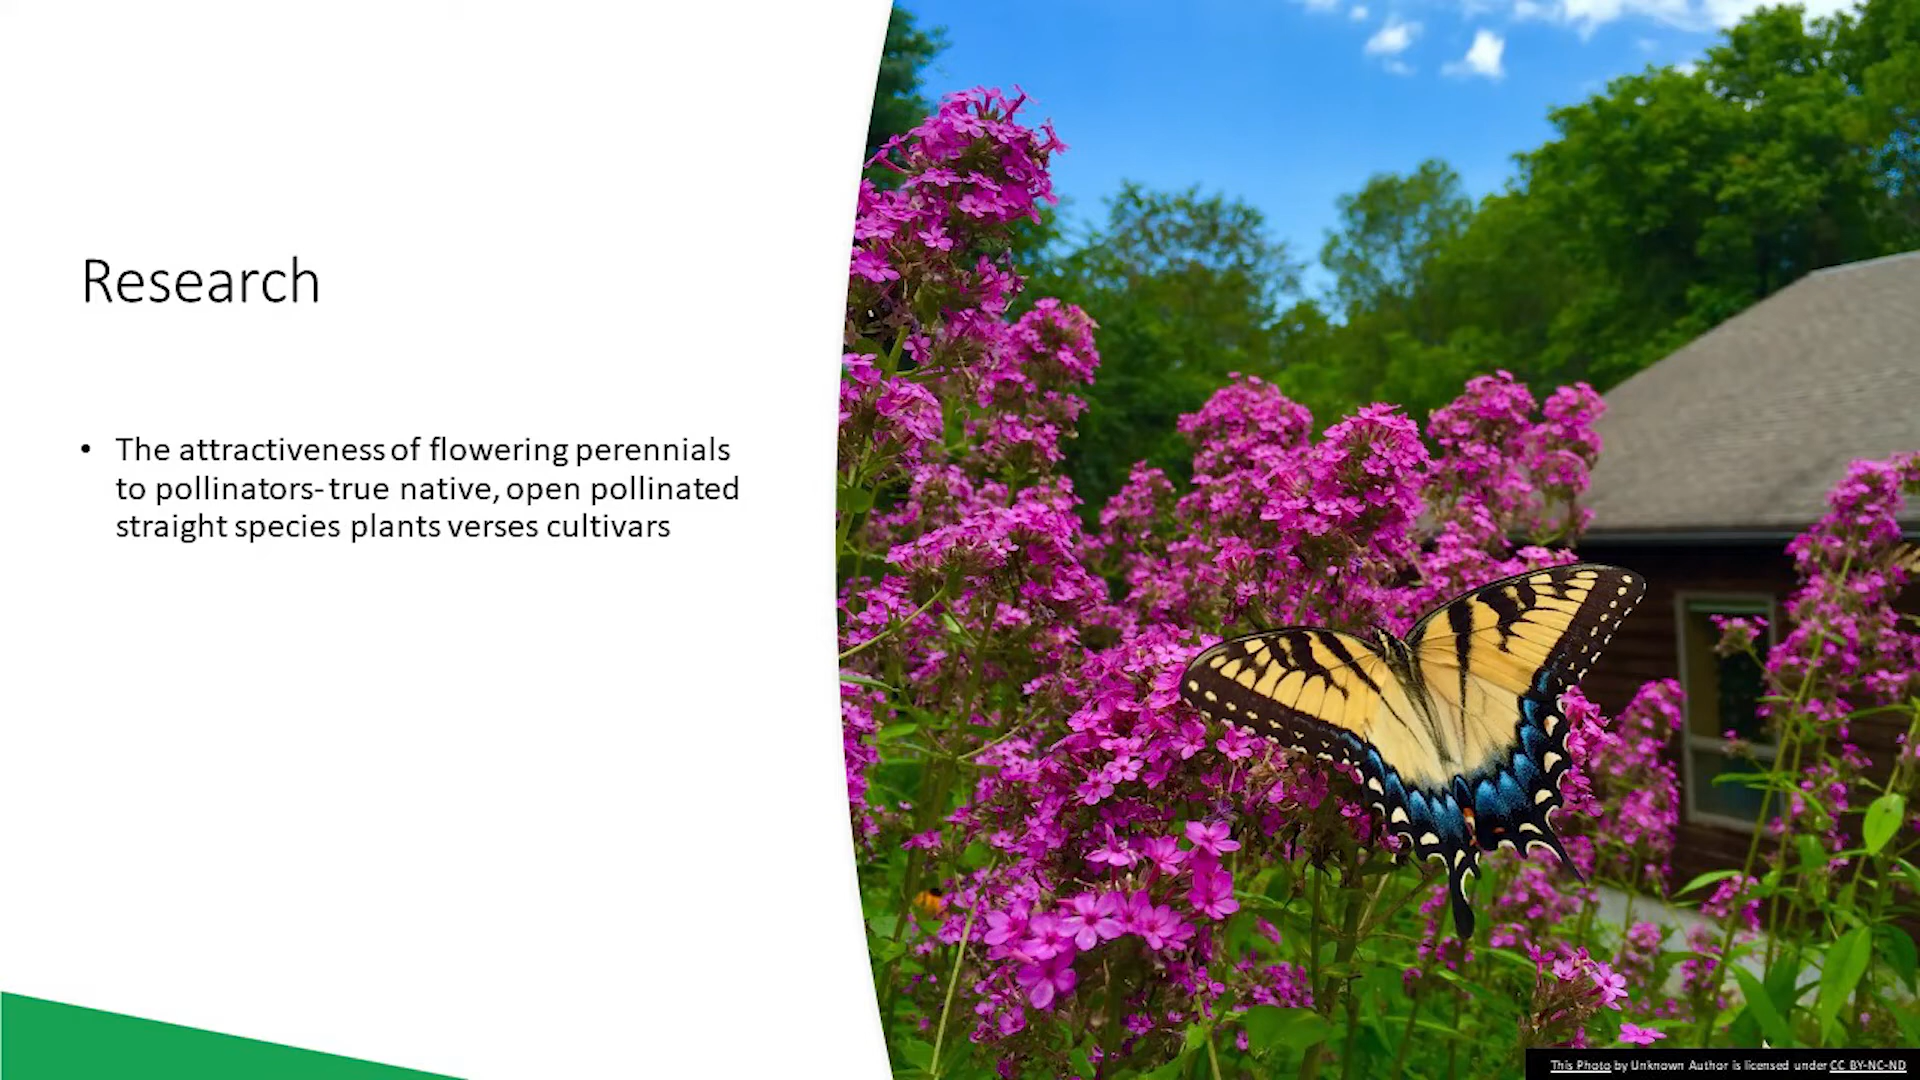 Research
• The attractiveness of flowering perennials
to pollinators-true native, open pollinated
straight species plants verses cultivars
This Photo by Unknown Author is licensed under CC BY-NC-ND